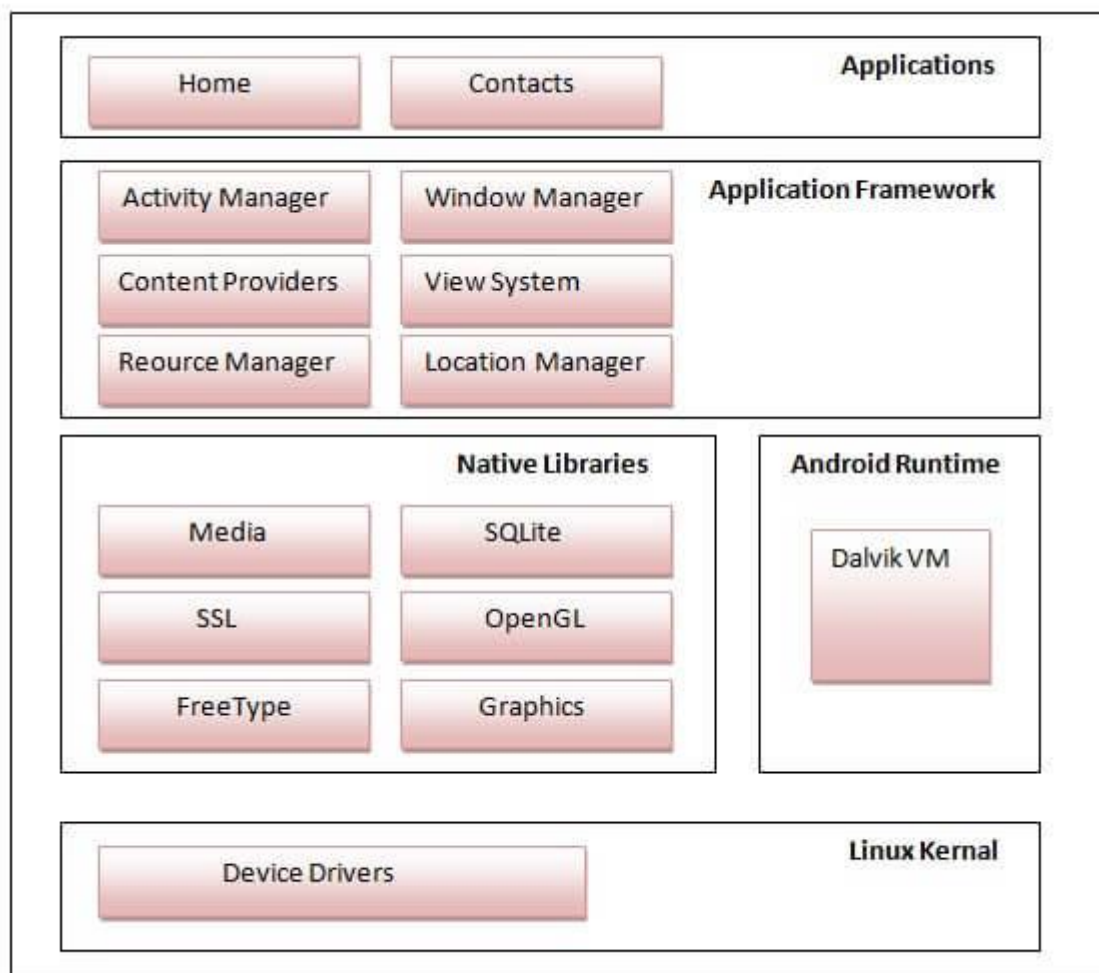 Applications
Home
Contacts
Application Framework
Activity Manager
Window Manager
Content Providers
View System
Reource Manager
Location Manager
Native Libraries
Media
SQLite
SSL
OpenGL
FreeType
Graphics
Android Runtime
Dalvik VM
Linux Kernal
Device Drivers